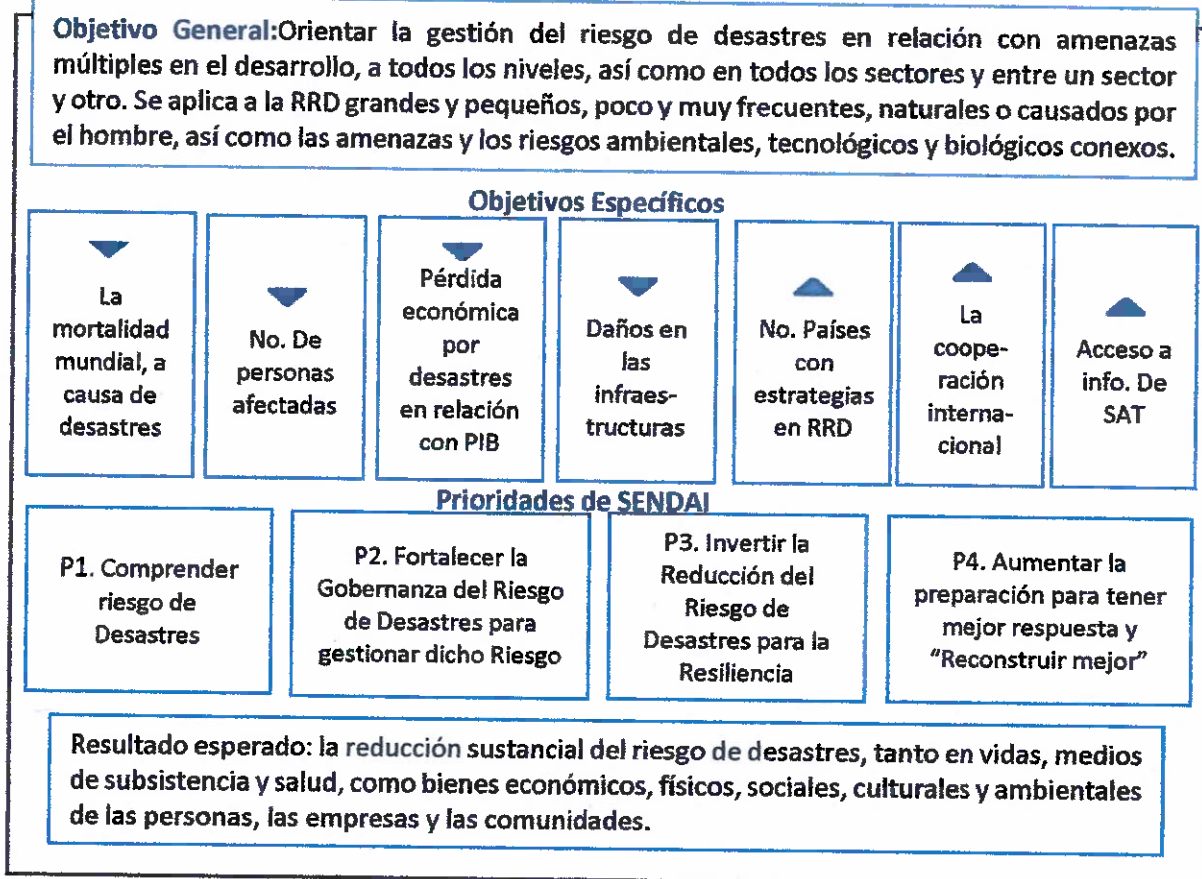 Objetivo General:Orientar la gestión del riesgo de desastres en relación con amenazas
múltiples en el desarrollo, a todos los niveles, así como en todos los sectores y entre un sector
y otro. Se aplica a la RRD grandes y pequeños, poco y muy frecuentes, naturales o causados por
el hombre, así como las amenazas y los riesgos ambientales, tecnológicos y biológicos conexos.
Objetivos Específicos
La
mortalidad
mundial, a
causa de
desastres
No. De
personas
afectadas
Pérdida
económica
por
desastres
en relación
con PIB
Daños en
las
infraes-
tructuras
No. Países
con
estrategias
en RRD
La
coope-
ración
interna-
cional
Acceso a
info. De
SAT
Prioridades de SENDAI
P1. Comprender
riesgo de
Desastres
P2. Fortalecer la
Gobernanza del Riesgo
de Desastres para
gestionar dicho Riesgo
P3. Invertir la
Reducción del
Riesgo de
Desastres para la
Resiliencia
P4. Aumentar la
preparación para tener
mejor respuesta y
"Reconstruir mejor"
Resultado esperado: la reducción sustancial del riesgo de desastres, tanto en vidas, medios
de subsistencia y salud, como bienes económicos, físicos, sociales, culturales y ambientales
de las personas, las empresas y las comunidades.